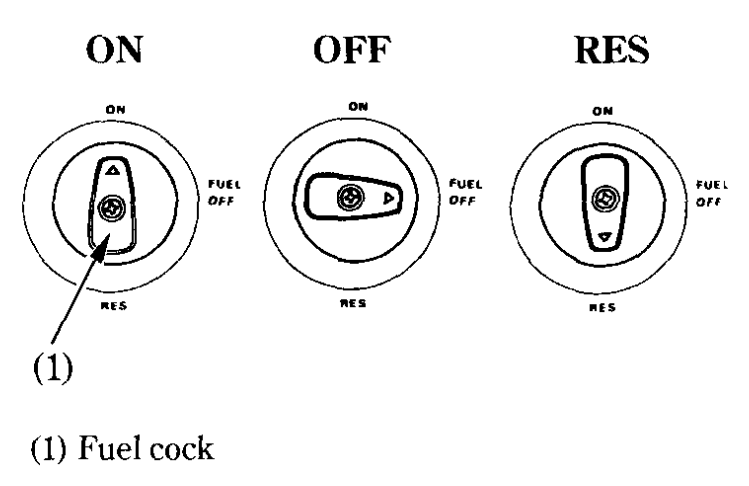 ON OFF RES
ON ON ON
FUEL FUEL FUEL
OFF OFF OFF
RES RES RES
(1)
(1) Fuel cock